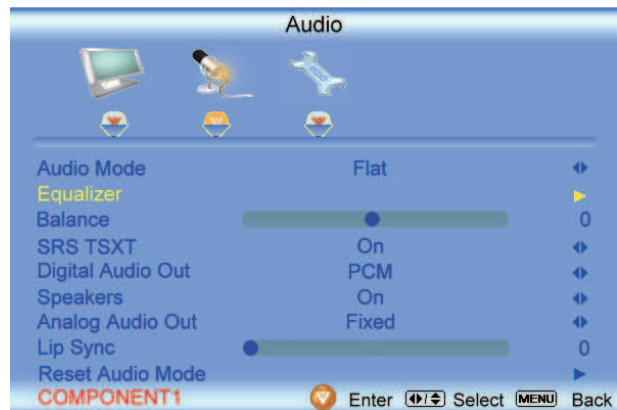 Audio
VIZIO
Audio Mode Flat
Equalizer
Balance 0
SRS TSXT On
Digital Audio Out PCM
Speakers On
Analog Audio Out Fixed
Lip Sync 0
Reset Audio Mode
COMPONENT1 Enter Select MENU Back